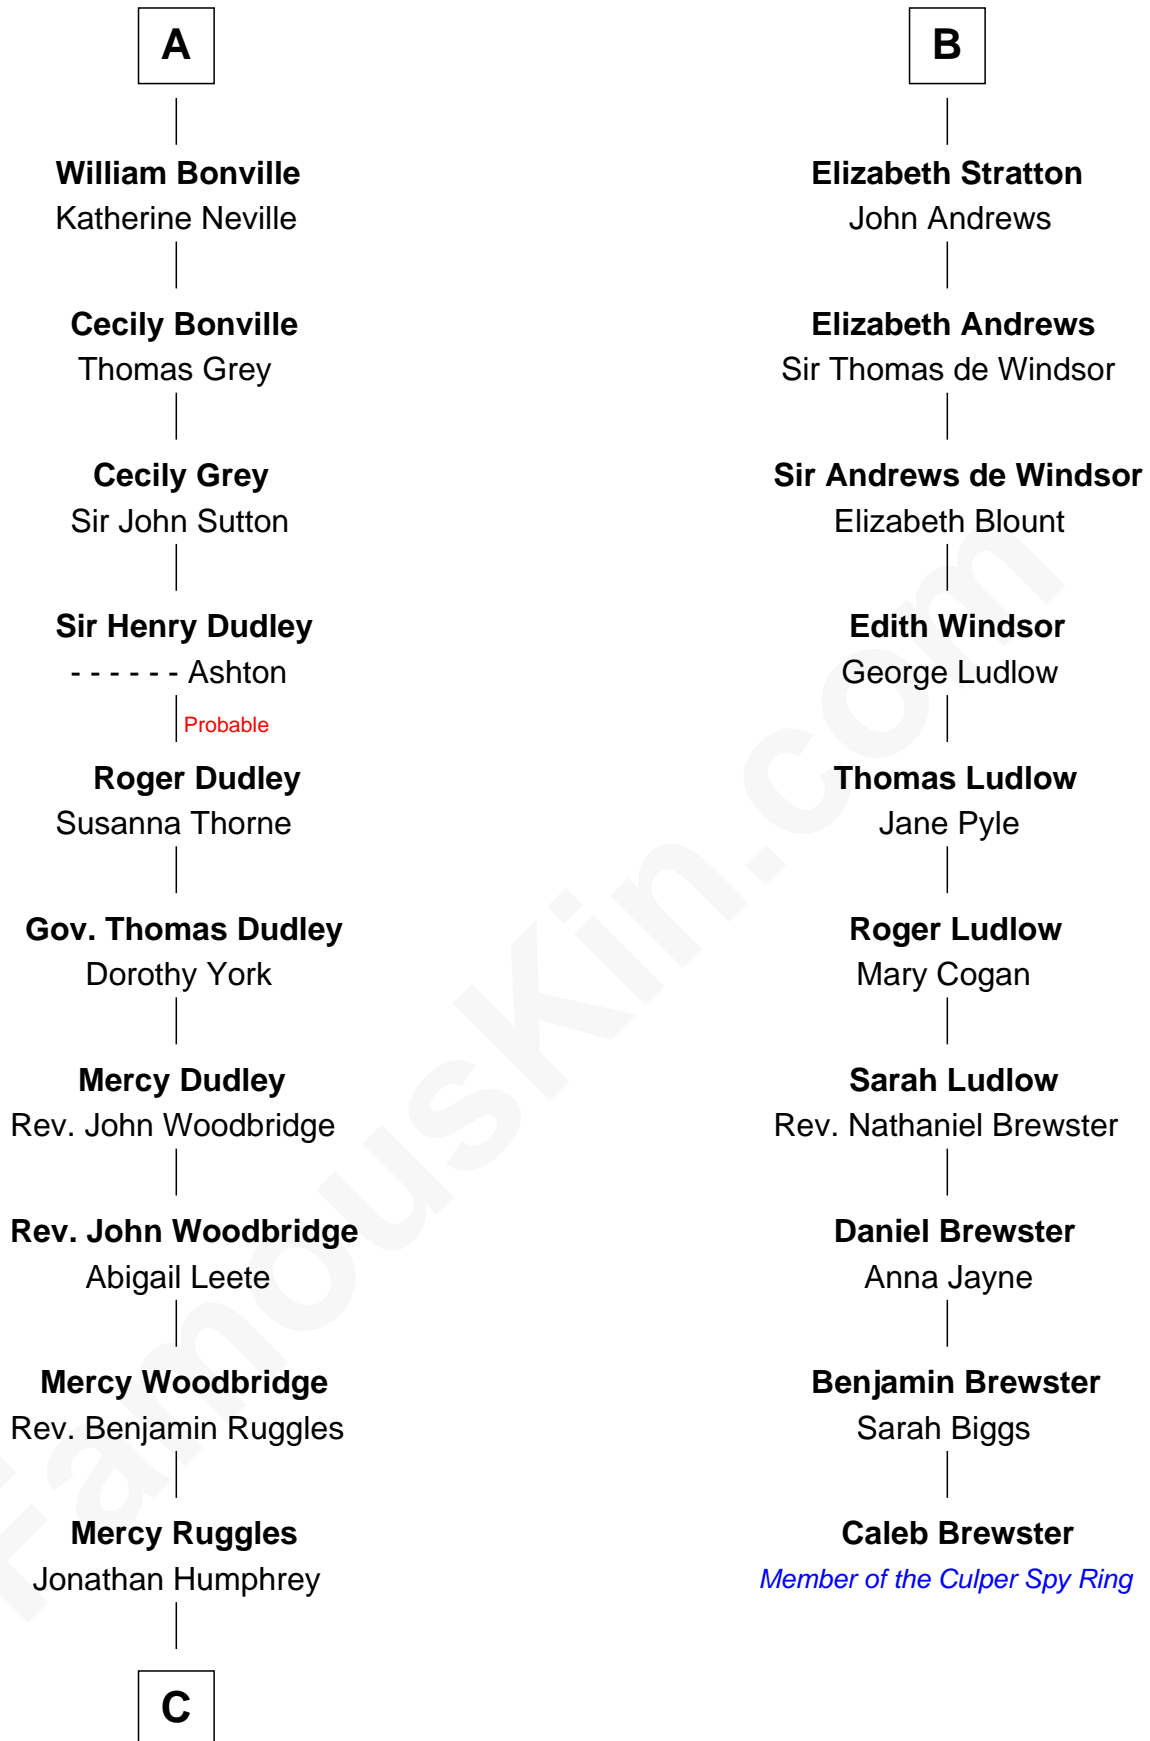 A
William Bonville
Katherine Neville
Cecily Bonville
Thomas Grey
Cecily Grey
Sir John Sutton
Sir Henry Dudley
- - - - - - Ashton
Probable
Roger Dudley
Susanna Thorne
Gov. Thomas Dudley
Dorothy York
Mercy Dudley
Rev. John Woodbridge
Rev. John Woodbridge
Abigail Leete
Mercy Woodbridge
Rev. Benjamin Ruggles
Mercy Ruggles
Jonathan Humphrey
C
B
Elizabeth Stratton
John Andrews
Elizabeth Andrews
Sir Thomas de Windsor
Sir Andrews de Windsor
Elizabeth Blount
Edith Windsor
George Ludlow
Thomas Ludlow
Jane Pyle
Roger Ludlow
Mary Cogan
Sarah Ludlow
Rev. Nathaniel Brewster
Daniel Brewster
Anna Jayne
Benjamin Brewster
Sarah Biggs
Caleb Brewster
Member of the Culper Spy Ring
FamousKin.com